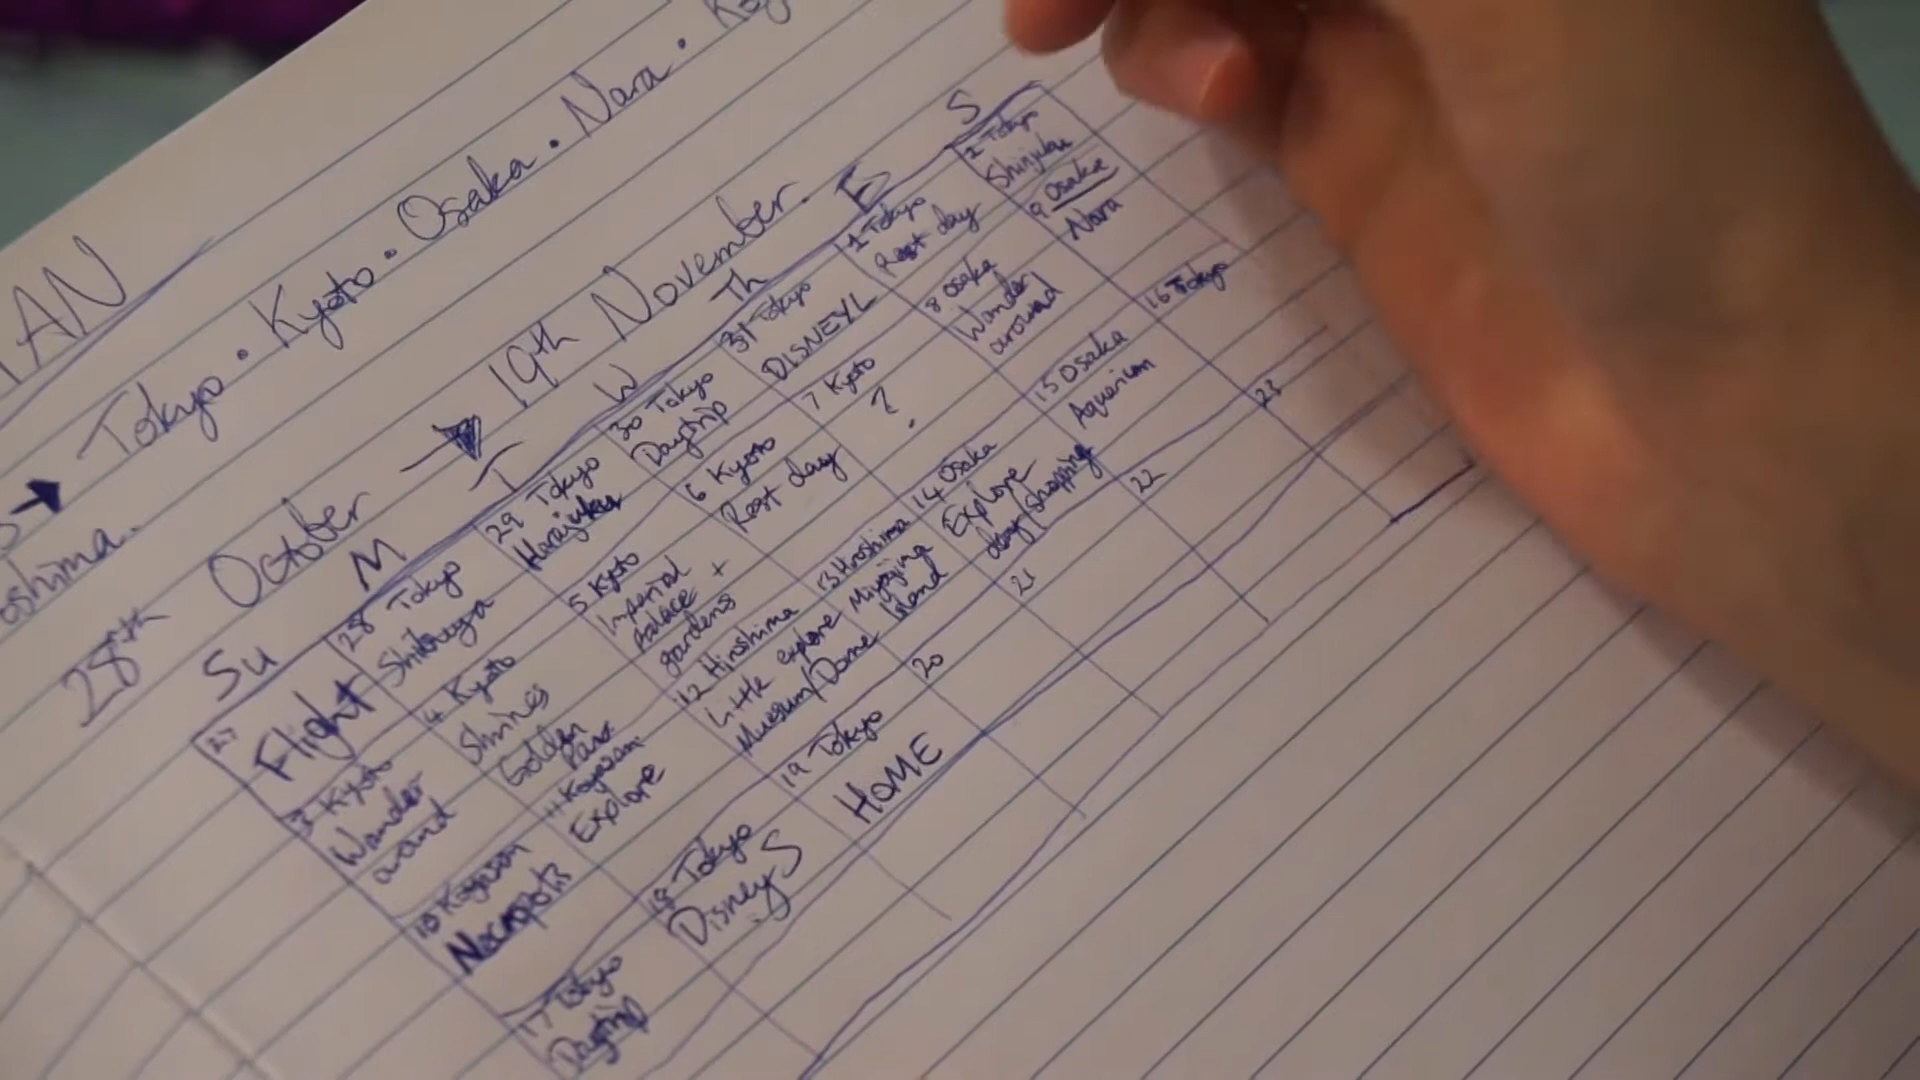 Tokyo • Kyoto • Osaka • Nara •
oshima.
28th October → 19th November.
Su M T W Th F S
27 Flight
28 Tokyo
Shibuya
29 Tokyo
Harajuku
30 Tokyo
Daytrip
31 Tokyo
DISNEYL
1 Tokyo
Rest day
2 Tokyo
Shinjuku
3 Kyoto
Wander
around
4 Kyoto
Shrines
Golden
5 Kyoto
Imperial
Palace +
gardens
6 Kyoto
Rest day
7 Kyoto
?
8 Osaka
Wander
around
9 Osaka
Nara
10 Koyasan
Necropolis
11 Koyasan
Explore
12 Hiroshima
Little explore
Museum/Dome
13 Hiroshima
Miyajima
Island
14 Osaka
Explore
day/shopping
15 Osaka
Aquarium
16 Tokyo
17 Tokyo
Daytrip
18 Tokyo
DisneyS
19 Tokyo
HOME
20
21
22
23